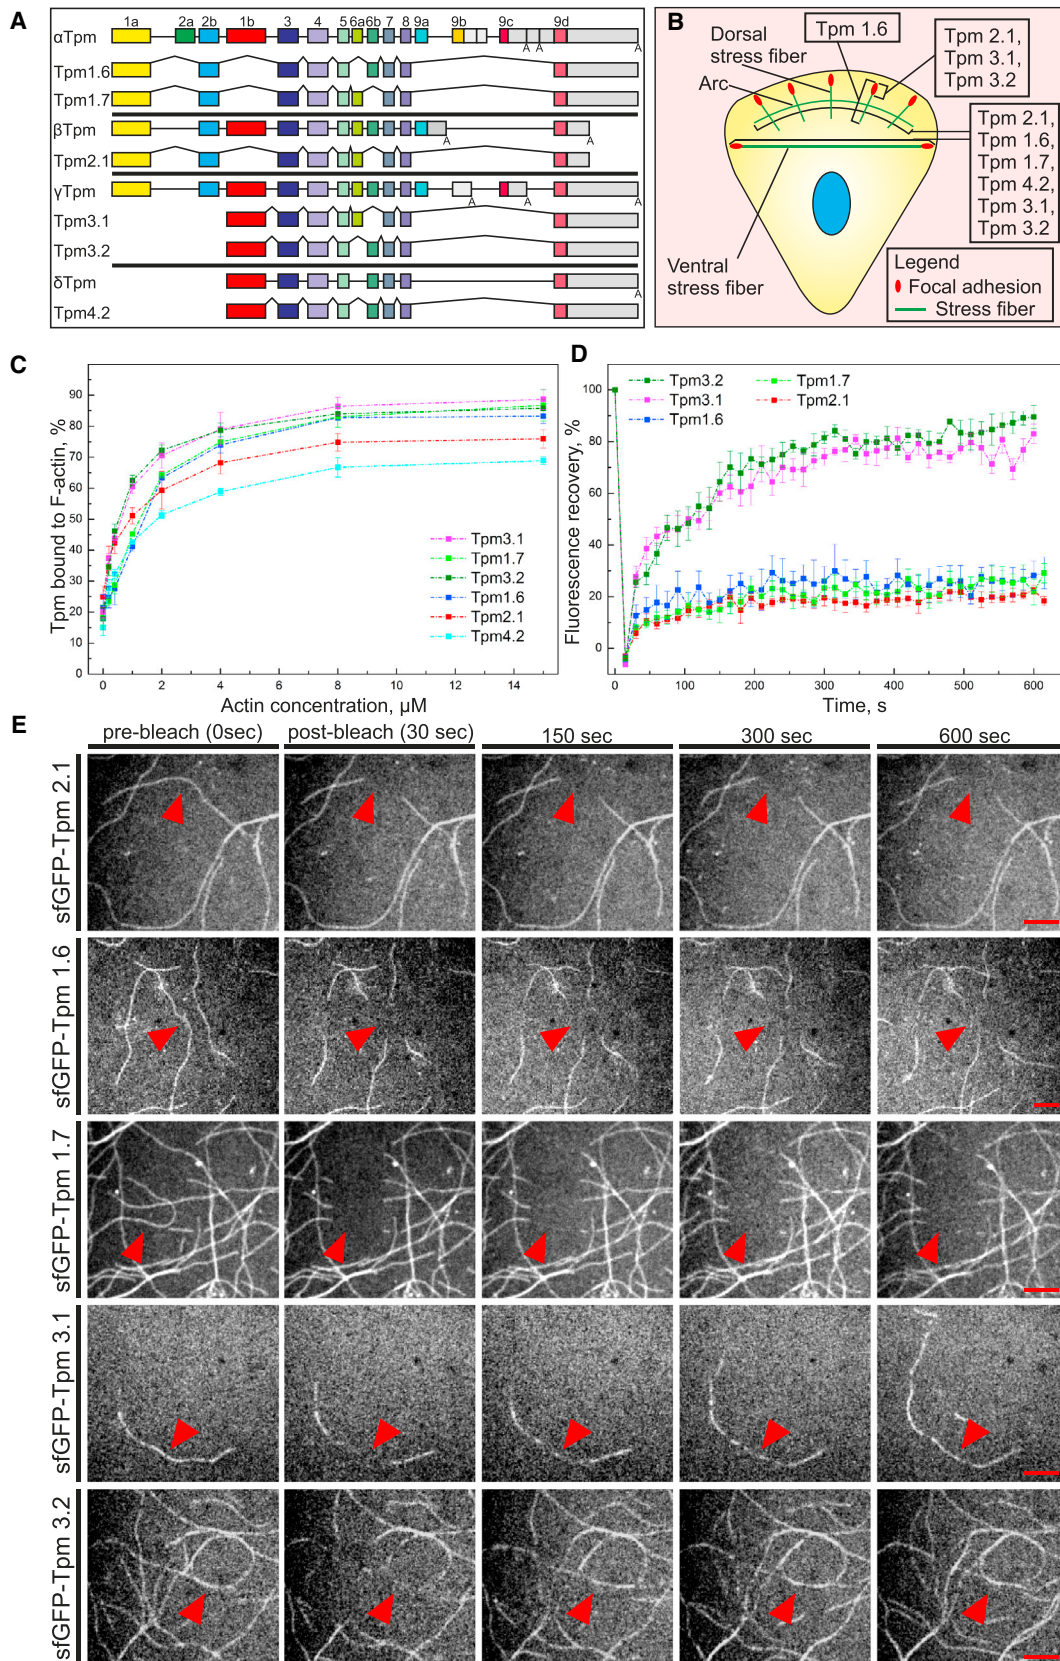 A
1a 2a 2b 1b 3 4 5 6a 6b 7 8 9a 9b 9c 9d
αTpm
A A A
Tpm1.6
Tpm1.7
βTpm
A A
Tpm2.1
γTpm
A A A
Tpm3.1
Tpm3.2
δTpm
A
Tpm4.2
B
Tpm 1.6
Tpm 2.1,
Tpm 3.1,
Tpm 3.2
Dorsal
stress fiber
Arc
Tpm 2.1,
Tpm 1.6,
Tpm 1.7,
Tpm 4.2,
Tpm 3.1,
Tpm 3.2
Ventral
stress fiber
Legend
Focal adhesion
Stress fiber
C
Tpm bound to F-actin, %
90
80
70
60
50
40
30
20
10
0
0 2 4 6 8 10 12 14
Actin concentration, µM
Tpm3.1
Tpm1.7
Tpm3.2
Tpm1.6
Tpm2.1
Tpm4.2
D
Fluorescence recovery, %
100
80
60
40
20
0
0 100 200 300 400 500 600
Time, s
Tpm3.2 Tpm1.7
Tpm3.1 Tpm2.1
Tpm1.6
E
pre-bleach (0sec) post-bleach (30 sec) 150 sec 300 sec 600 sec
sfGFP-Tpm 2.1
sfGFP-Tpm 1.6
sfGFP-Tpm 1.7
sfGFP-Tpm 3.1
sfGFP-Tpm 3.2